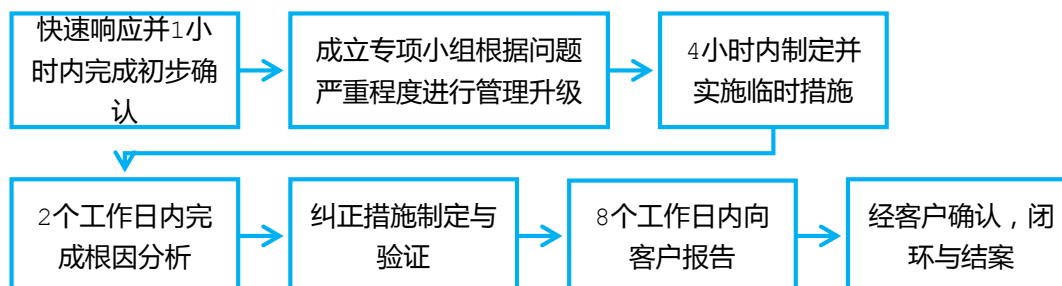 快速响应并1小
时内完成初步确
认
成立专项小组根据问题
严重程度进行管理升级
4小时内制定并
实施临时措施
2个工作日内完
成根因分析
纠正措施制定与
验证
8个工作日内向
客户报告
经客户确认，闭
环与结案